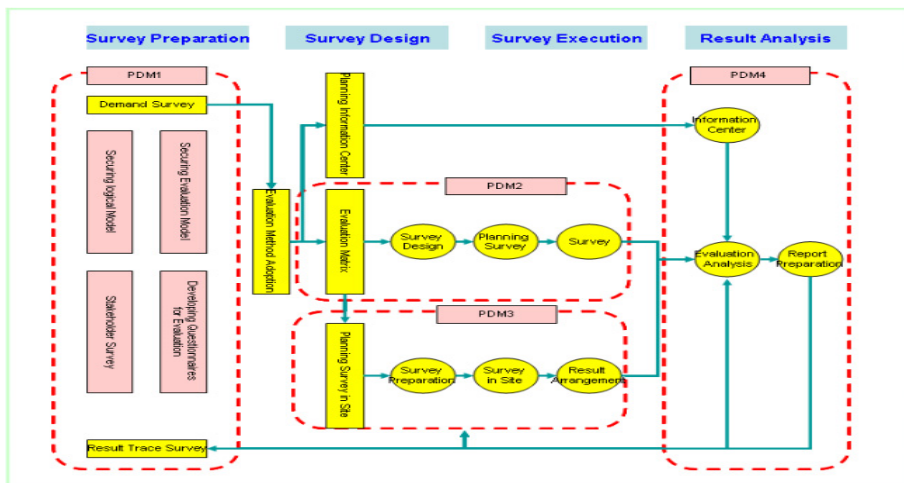 Survey Preparation
Survey Design
Survey Execution
Result Analysis
PDM1
Demand Survey
Securing logical Model
Securing Evaluation Model
Stakeholder Survey
Developing Questionnaires
for Evaluation
Result Trace Survey
Evaluation Method Adoption
Planning Information Center
PDM2
Evaluation Matrix
Survey
Design
Planning
Survey
Survey
PDM3
Planning Survey in Site
Survey
Preparation
Survey
in Site
Result
Arrangement
PDM4
Information
Center
Evaluation
Analysis
Report
Preparation